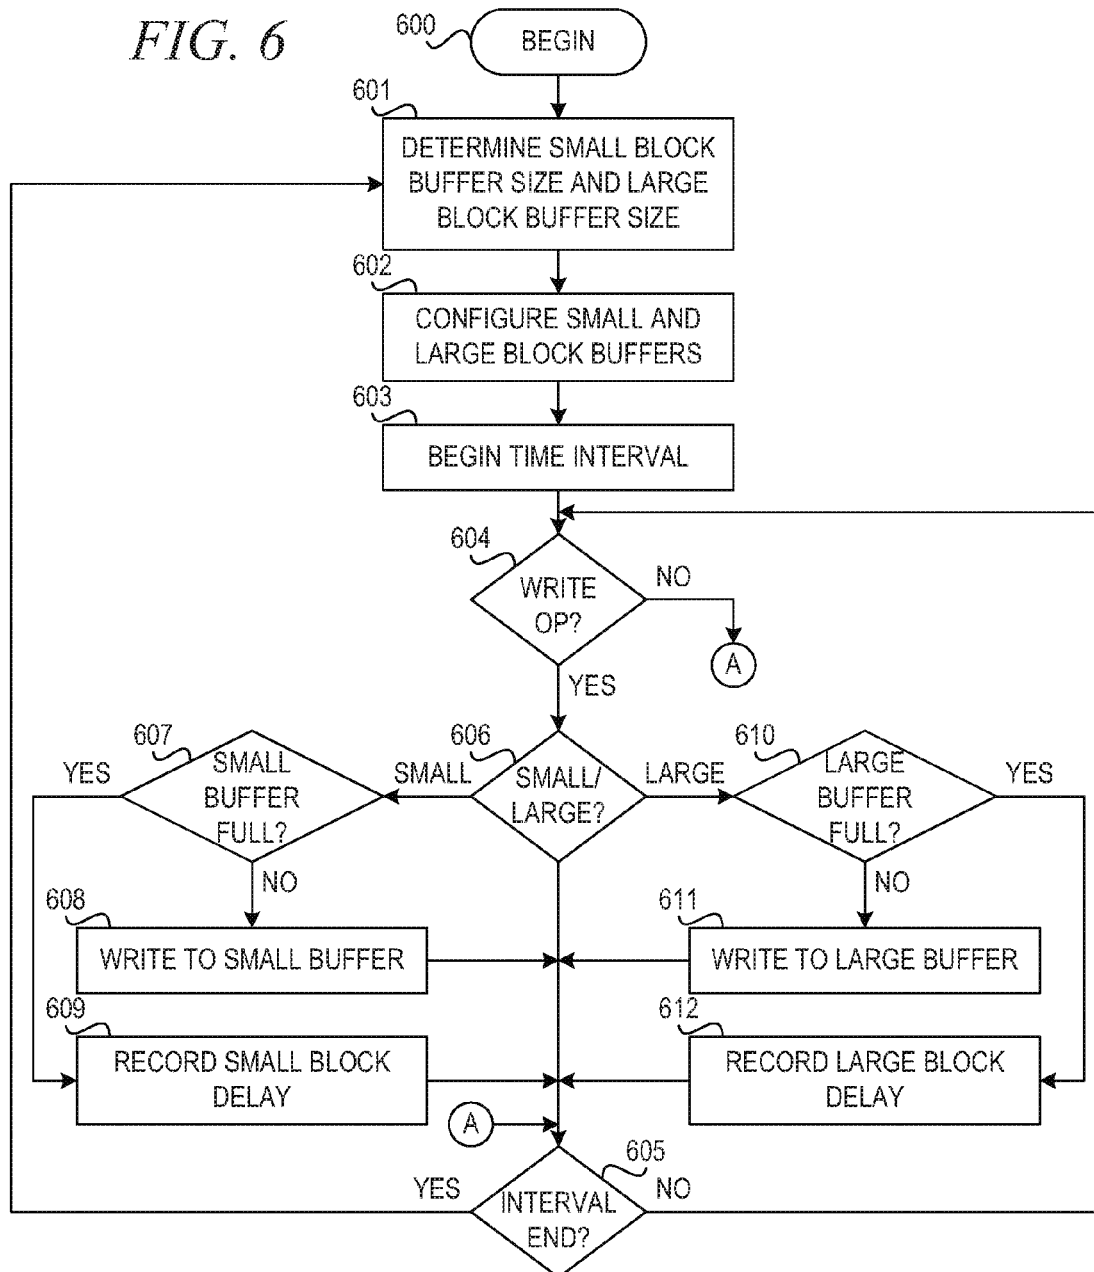 FIG. 6
600
BEGIN
601
DETERMINE SMALL BLOCK
BUFFER SIZE AND LARGE
BLOCK BUFFER SIZE
602
CONFIGURE SMALL AND
LARGE BLOCK BUFFERS
603
BEGIN TIME INTERVAL
604
WRITE
OP?
NO
A
YES
607
SMALL
BUFFER
FULL?
YES
NO
606
SMALL/
LARGE?
SMALL
LARGE
610
LARGE
BUFFER
FULL?
YES
NO
608
WRITE TO SMALL BUFFER
611
WRITE TO LARGE BUFFER
609
RECORD SMALL BLOCK
DELAY
612
RECORD LARGE BLOCK
DELAY
A
605
INTERVAL
END?
YES
NO